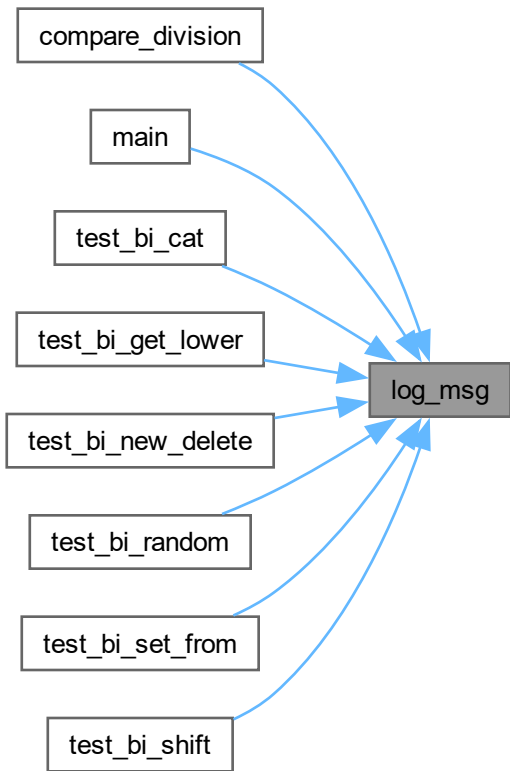 compare_division
main
test_bi_cat
test_bi_get_lower
log_msg
test_bi_new_delete
test_bi_random
test_bi_set_from
test_bi_shift